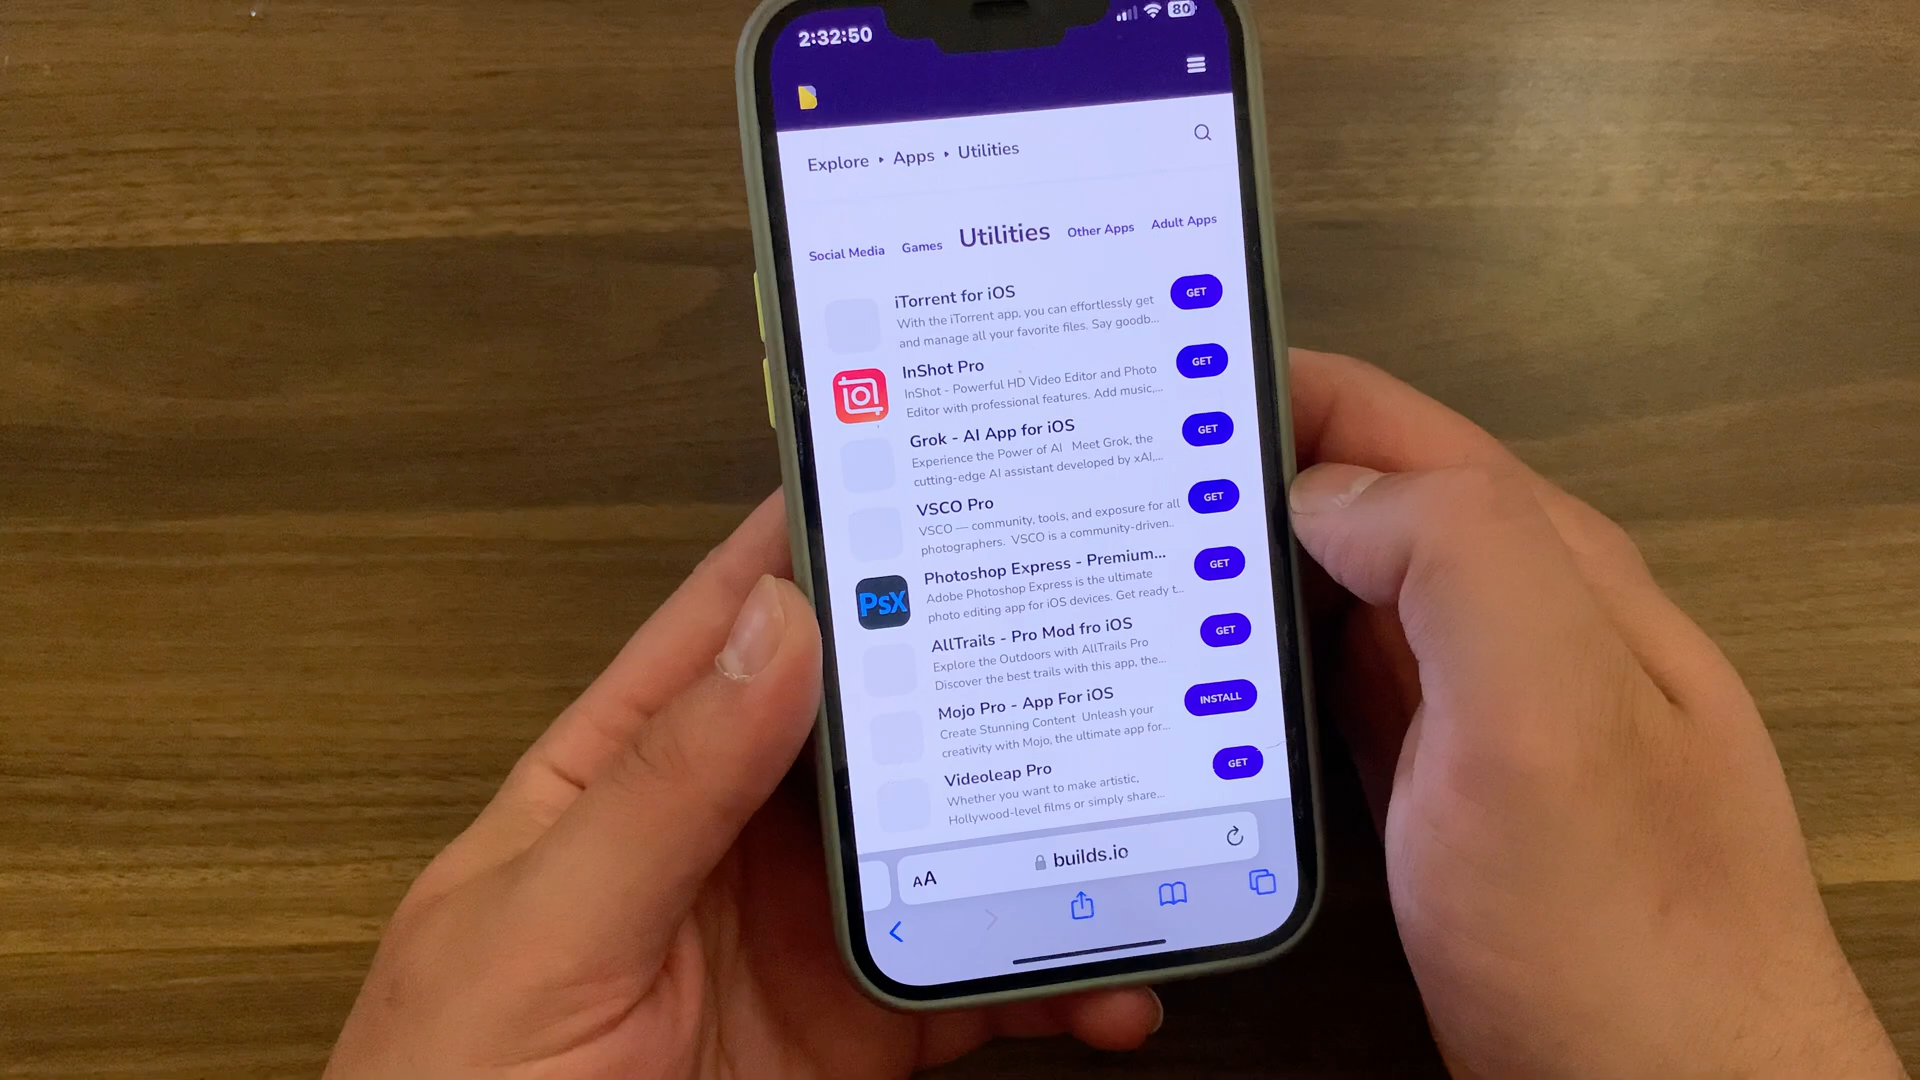 2:32:50
80
Explore ‣ Apps ‣ Utilities
Social Media Games Utilities Other Apps Adult Apps
iTorrent for iOS
With the iTorrent app, you can effortlessly get
and manage all your favorite files. Say goodb...
GET
InShot Pro
InShot - Powerful HD Video Editor and Photo
Editor with professional features. Add music,...
GET
Grok - AI App for iOS
Experience the Power of AI Meet Grok, the
cutting-edge AI assistant developed by xAI,...
GET
VSCO Pro
VSCO — community, tools, and exposure for all
photographers. VSCO is a community-driven...
GET
PsX
Photoshop Express - Premium...
Adobe Photoshop Express is the ultimate
photo editing app for iOS devices. Get ready t...
GET
AllTrails - Pro Mod fro iOS
Explore the Outdoors with AllTrails Pro
Discover the best trails with this app, the...
GET
Mojo Pro - App For iOS
Create Stunning Content Unleash your
creativity with Mojo, the ultimate app for...
INSTALL
Videoleap Pro
Whether you want to make artistic,
Hollywood-level films or simply share...
GET
AA builds.io